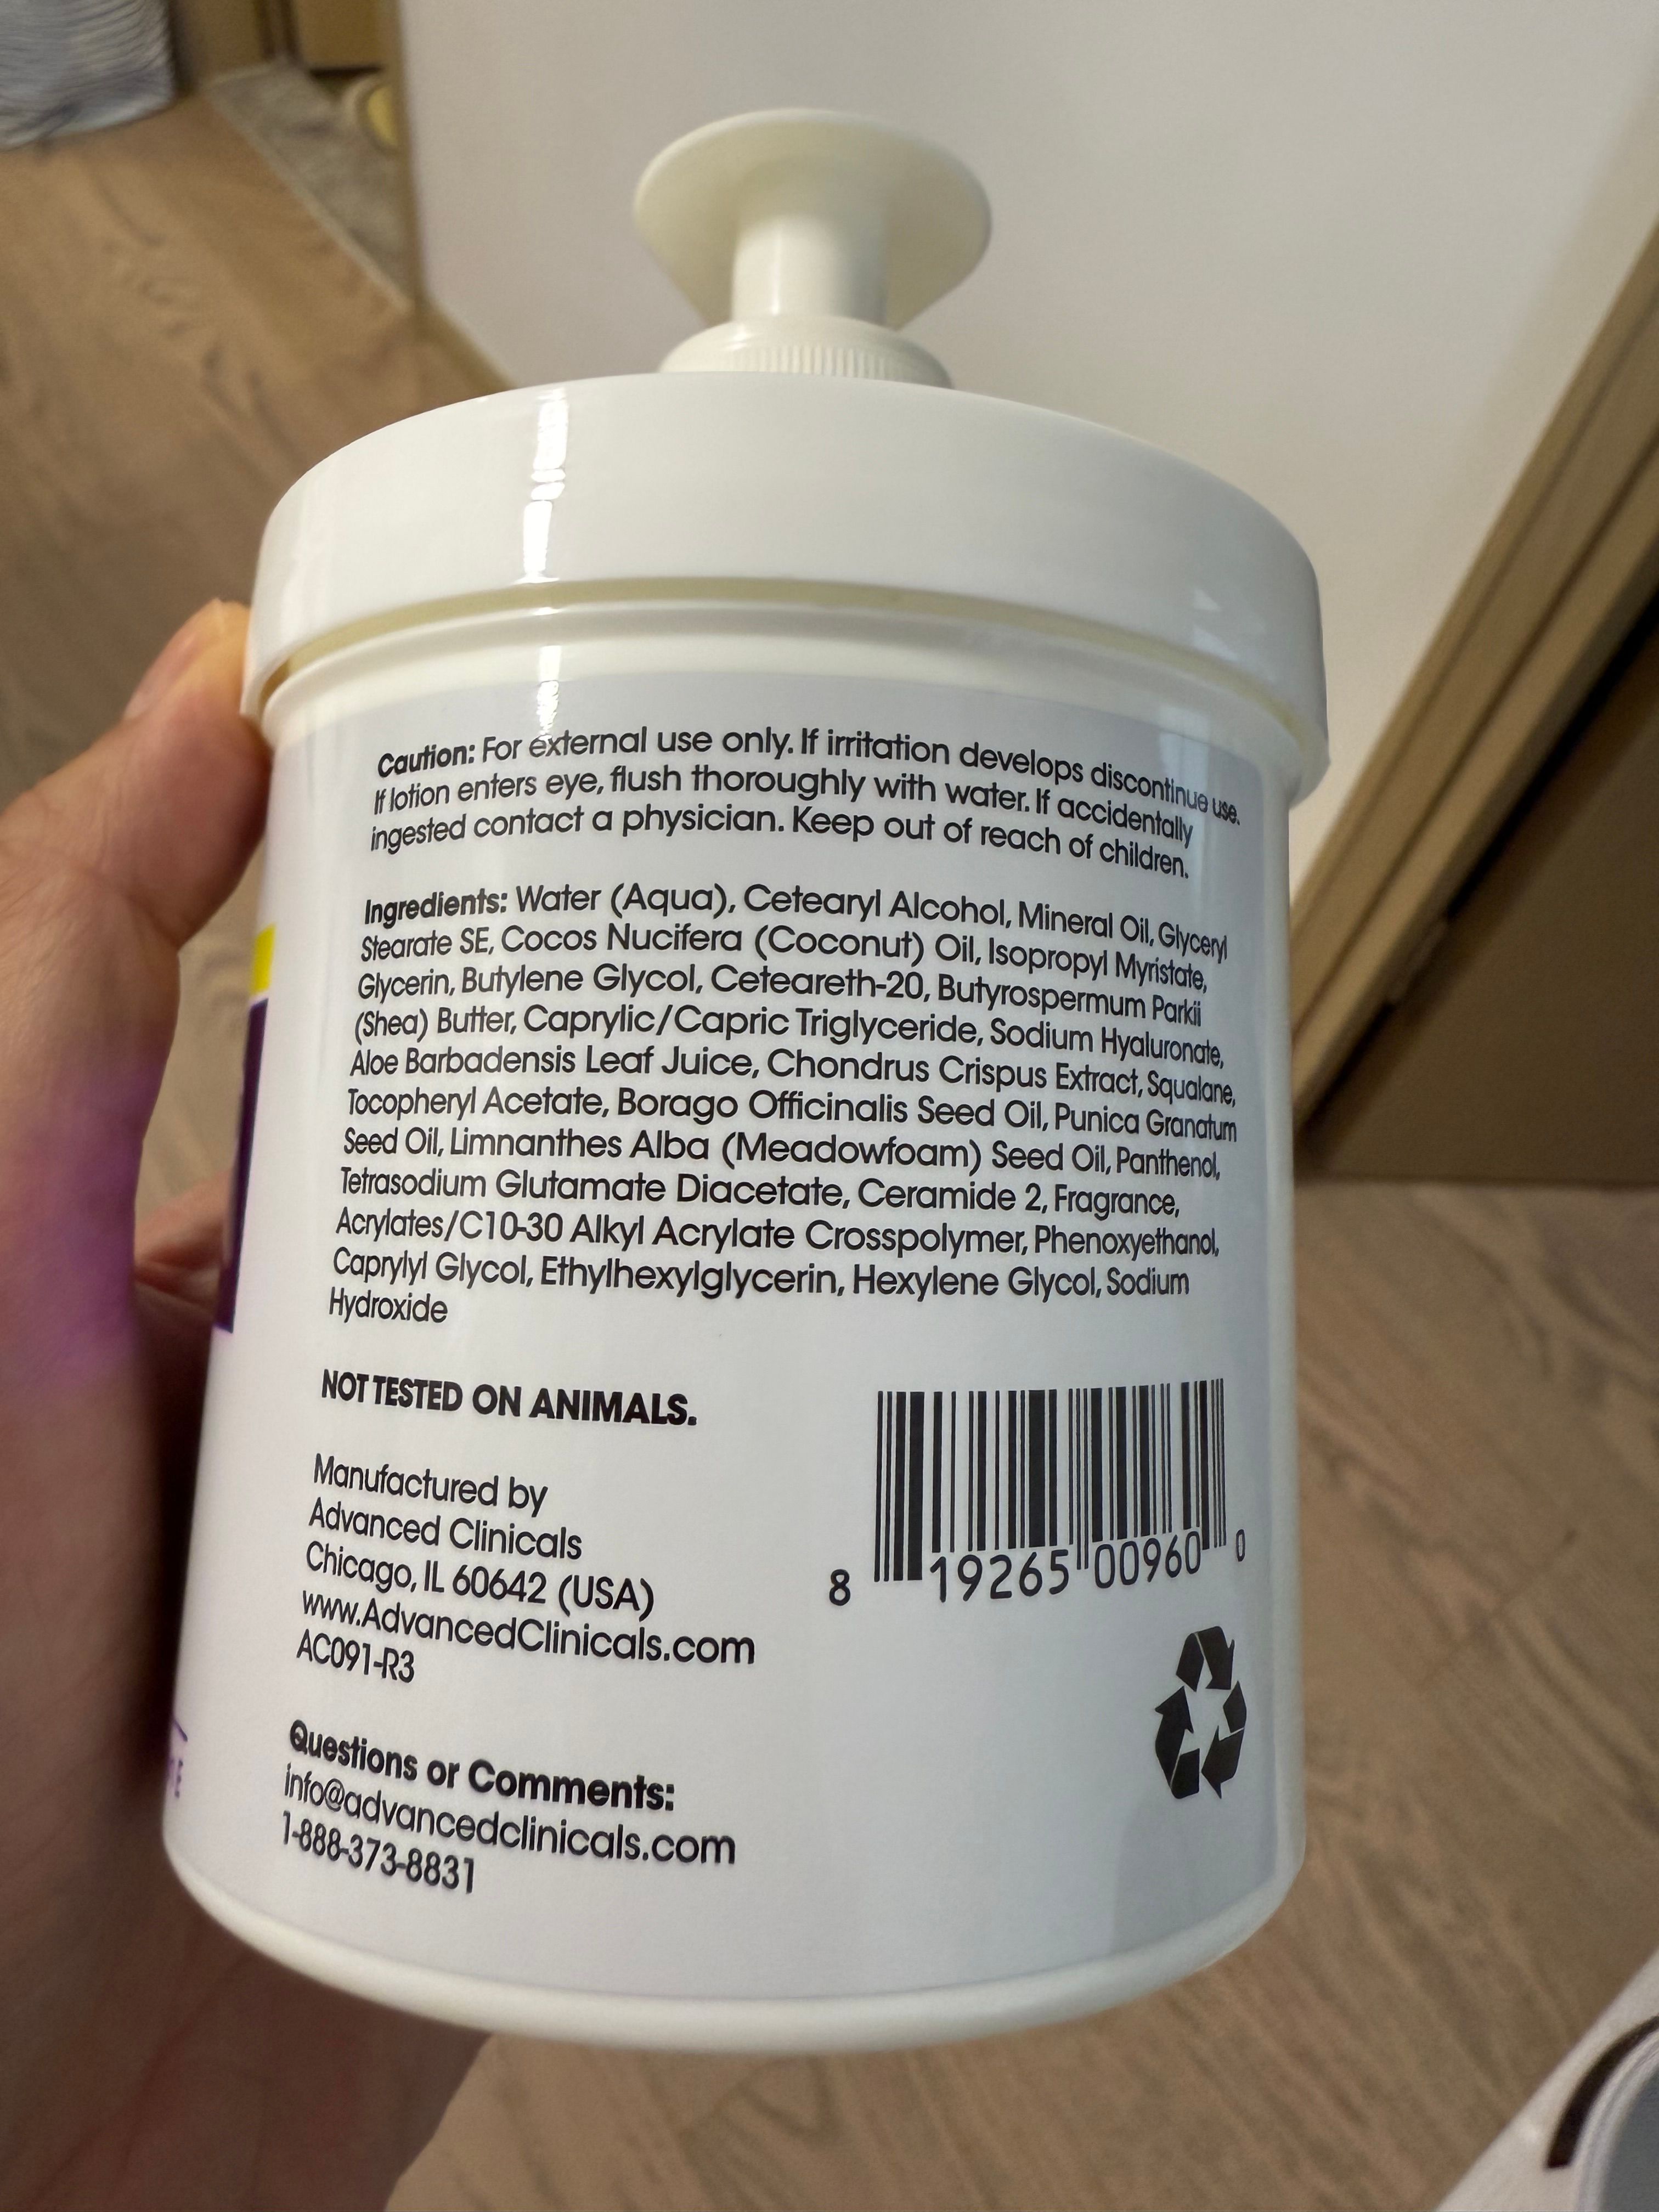 Caution: For external use only. If irritation develops discontinue use.
If lotion enters eye, flush thoroughly with water. If accidentally
ingested contact a physician. Keep out of reach of children.
Ingredients: Water (Aqua), Cetearyl Alcohol, Mineral Oil, Glyceryl
Stearate SE, Cocos Nucifera (Coconut) Oil, Isopropyl Myristate,
Glycerin, Butylene Glycol, Ceteareth-20, Butyrospermum Parkii
(Shea) Butter, Caprylic/Capric Triglyceride, Sodium Hyaluronate,
Aloe Barbadensis Leaf Juice, Chondrus Crispus Extract, Squalane,
Tocopheryl Acetate, Borago Officinalis Seed Oil, Punica Granatum
Seed Oil, Limnanthes Alba (Meadowfoam) Seed Oil, Panthenol,
Tetrasodium Glutamate Diacetate, Ceramide 2, Fragrance,
Acrylates/C10-30 Alkyl Acrylate Crosspolymer, Phenoxyethanol,
Caprylyl Glycol, Ethylhexylglycerin, Hexylene Glycol, Sodium
Hydroxide
NOT TESTED ON ANIMALS.
Manufactured by
Advanced Clinicals
Chicago, IL 60642 (USA)
www.AdvancedClinicals.com
AC091-R3
8 19265 00960 0
Questions or Comments:
info@advancedclinicals.com
1-888-373-8831